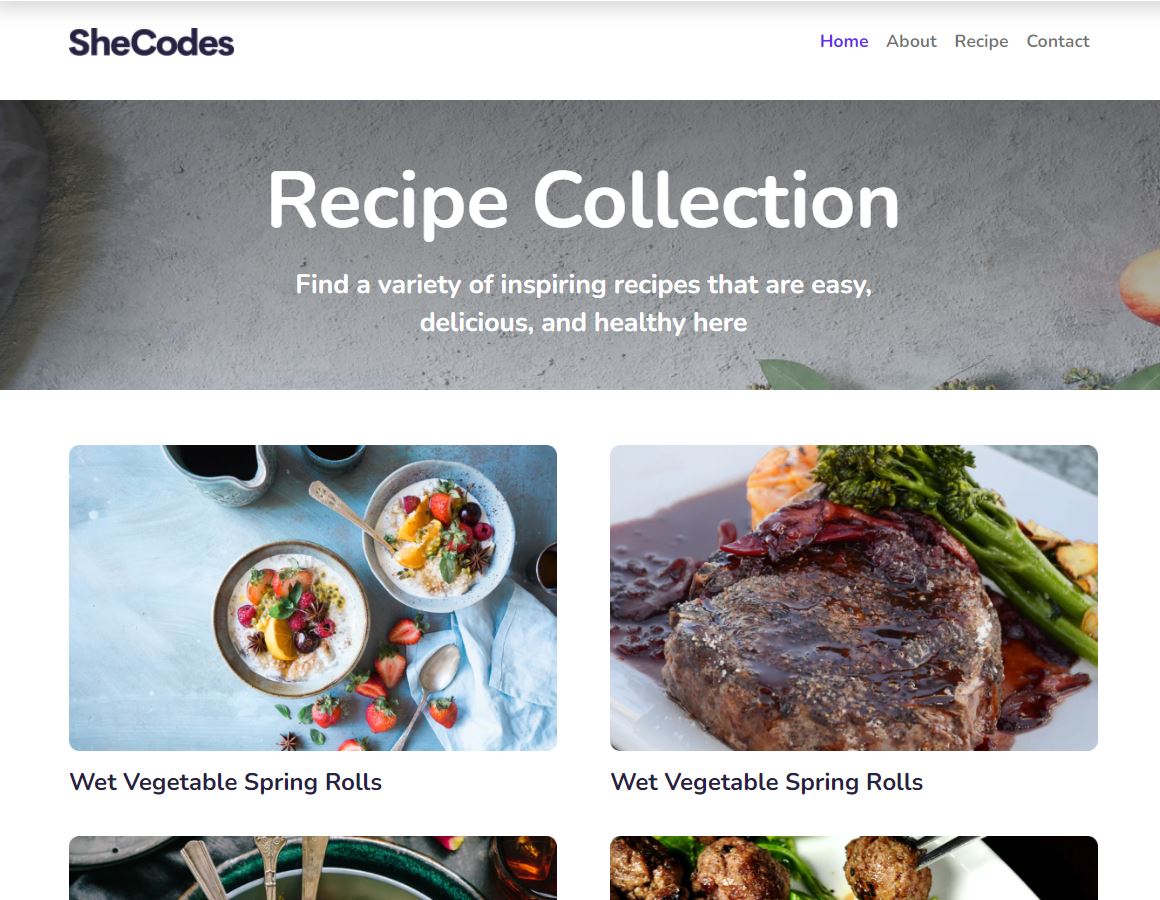 SheCodes
Home About Recipe Contact
Recipe Collection
Find a variety of inspiring recipes that are easy,
delicious, and healthy here
Wet Vegetable Spring Rolls
Wet Vegetable Spring Rolls